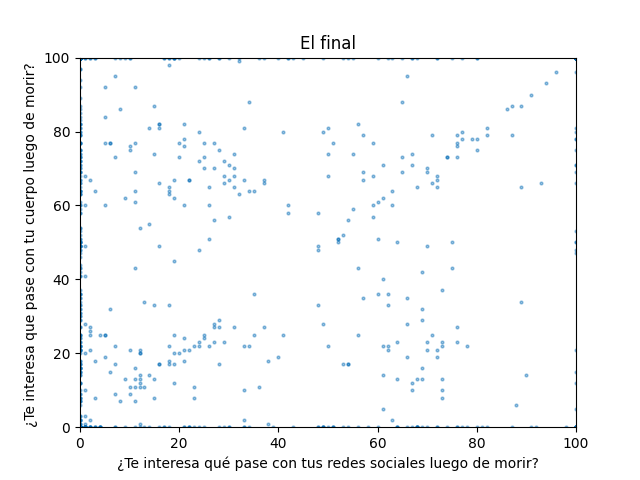 El final
¿Te interesa que pase con tu cuerpo luego de morir?
100
80
60
40
20
0
0 20 40 60 80 100
¿Te interesa qué pase con tus redes sociales luego de morir?